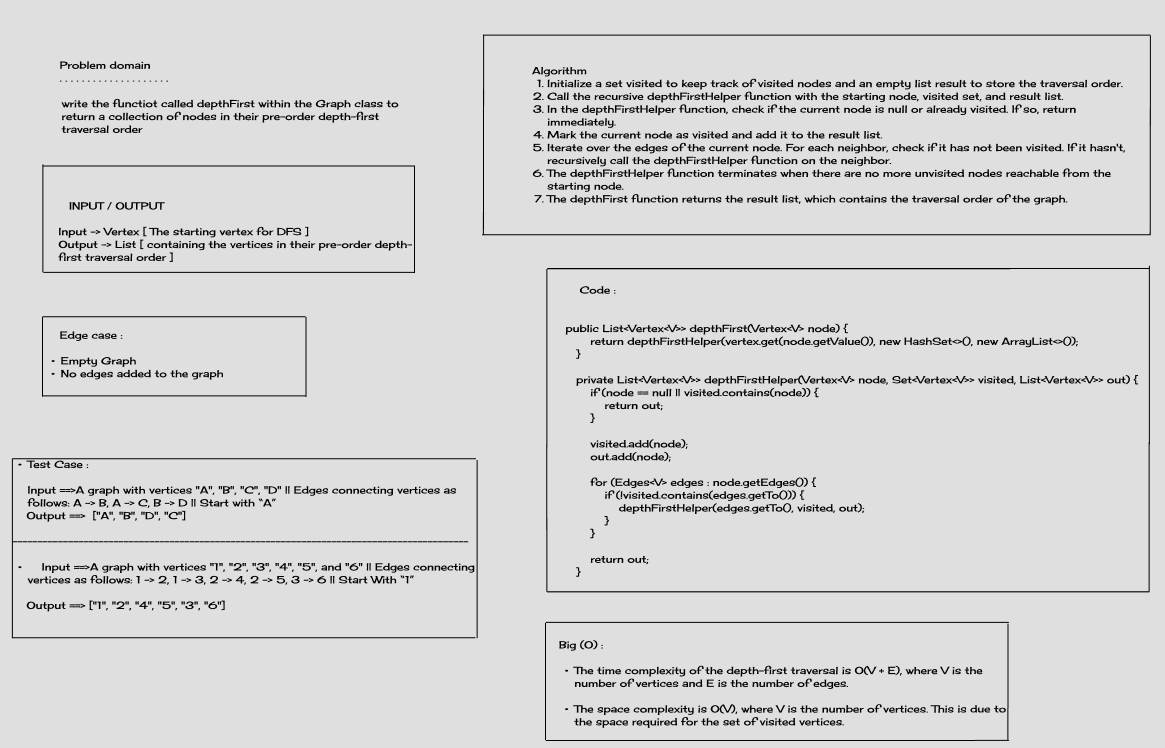 Problem domain
. . . . . . . . . . . . . . . . . . . .
write the functiot called depthFirst within the Graph class to
return a collection of nodes in their pre-order depth-first
traversal order
INPUT / OUTPUT
Input -> Vertex [ The starting vertex for DFS ]
Output -> List [ containing the vertices in their pre-order depth-
first traversal order ]
Edge case :
• Empty Graph
• No edges added to the graph
• Test Case :
Input ==>A graph with vertices "A", "B", "C", "D" || Edges connecting vertices as
follows: A -> B, A -> C, B -> D || Start with "A"
Output ==> ["A", "B", "D", "C"]
--------------------------------------------------------------------------------------------
• Input ==>A graph with vertices "1", "2", "3", "4", "5", and "6" || Edges connecting
vertices as follows: 1 -> 2, 1 -> 3, 2 -> 4, 2 -> 5, 3 -> 6 || Start With "1"
Output ==> ["1", "2", "4", "5", "3", "6"]
Algorithm
1. Initialize a set visited to keep track of visited nodes and an empty list result to store the traversal order.
2. Call the recursive depthFirstHelper function with the starting node, visited set, and result list.
3. In the depthFirstHelper function, check if the current node is null or already visited. If so, return
immediately.
4. Mark the current node as visited and add it to the result list.
5. Iterate over the edges of the current node. For each neighbor, check if it has not been visited. If it hasn't,
recursively call the depthFirstHelper function on the neighbor.
6. The depthFirstHelper function terminates when there are no more unvisited nodes reachable from the
starting node.
7. The depthFirst function returns the result list, which contains the traversal order of the graph.
Code :
public List<Vertex<V>> depthFirst(Vertex<V> node) {
return depthFirstHelper(vertex.get(node.getValue()), new HashSet<>(), new ArrayList<>());
}
private List<Vertex<V>> depthFirstHelper(Vertex<V> node, Set<Vertex<V>> visited, List<Vertex<V>> out) {
if (node == null || visited.contains(node)) {
return out;
}
visited.add(node);
out.add(node);
for (Edges<V> edges : node.getEdges()) {
if (!visited.contains(edges.getTo())) {
depthFirstHelper(edges.getTo(), visited, out);
}
}
return out;
}
Big (O) :
• The time complexity of the depth-first traversal is O(V + E), where V is the
number of vertices and E is the number of edges.
• The space complexity is O(V), where V is the number of vertices. This is due to
the space required for the set of visited vertices.